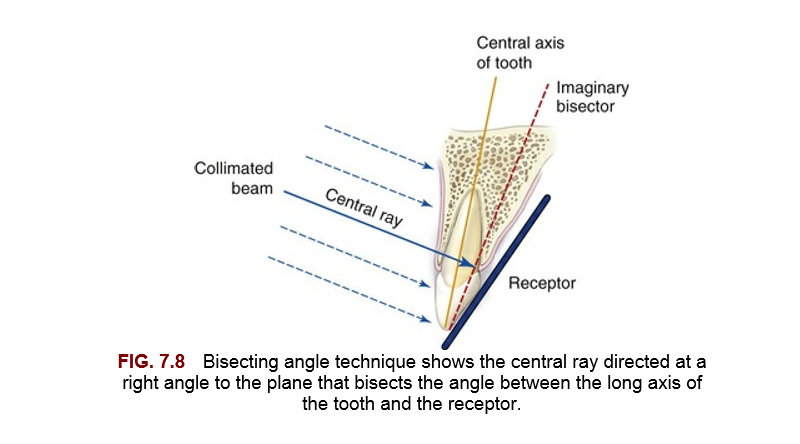 Central axis
of tooth
Imaginary
bisector
Collimated
beam
Central ray
Receptor
FIG. 7.8 Bisecting angle technique shows the central ray directed at a
right angle to the plane that bisects the angle between the long axis of
the tooth and the receptor.